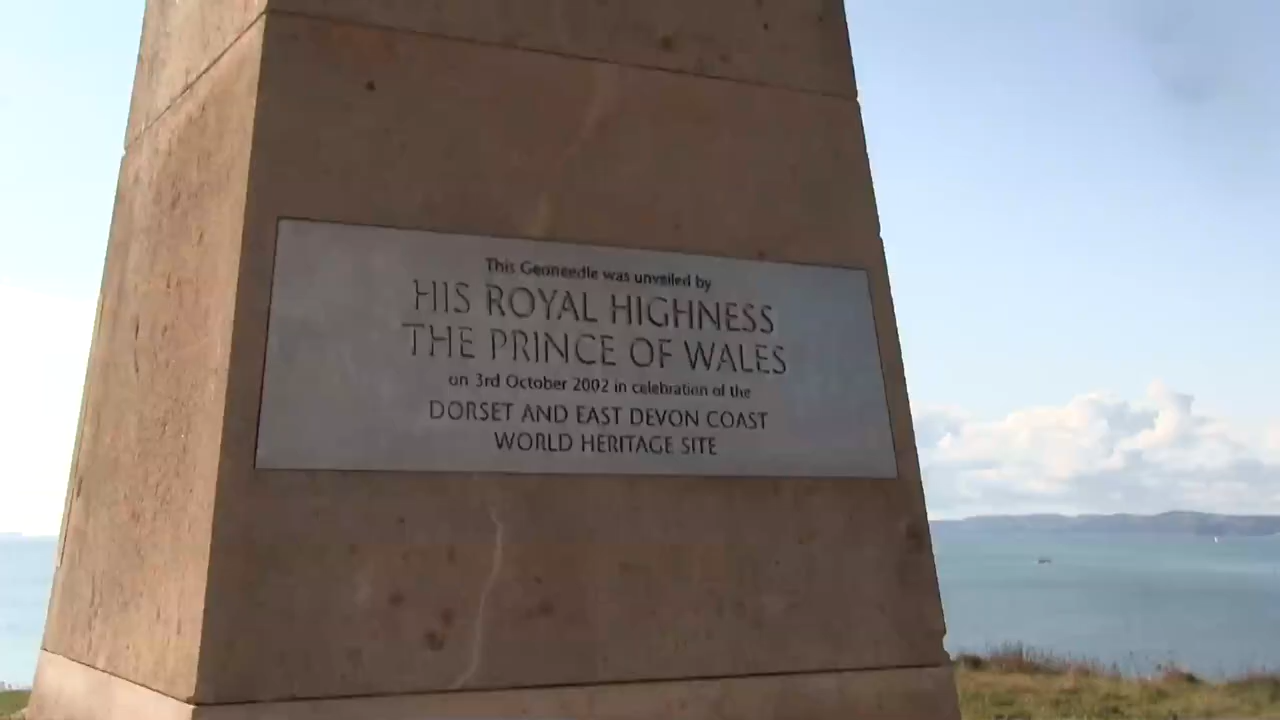 This Geoneedle was unveiled by
HIS ROYAL HIGHNESS
THE PRINCE OF WALES
on 3rd October 2002 in celebration of the
DORSET AND EAST DEVON COAST
WORLD HERITAGE SITE